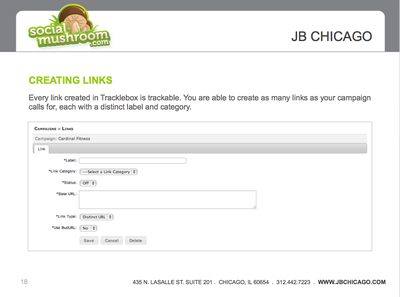 social
mushroom
.com
JB CHICAGO
CREATING LINKS
Every link created in Tracklebox is trackable. You are able to create as many links as your campaign
calls for, each with a distinct label and category.
CAMPAIGNS > LINKS
Campaign: Cardinal Fitness
Link
*Label:
*Link Category: ---Select a Link Category
*Status: Off
*Base URL:
*Link Type: Distinct URL
*Use BudURL: No
Save Cancel Delete
18
435 N. LASALLE ST. SUITE 201 . CHICAGO, IL 60654 . 312.442.7223 . WWW.JBCHICAGO.COM